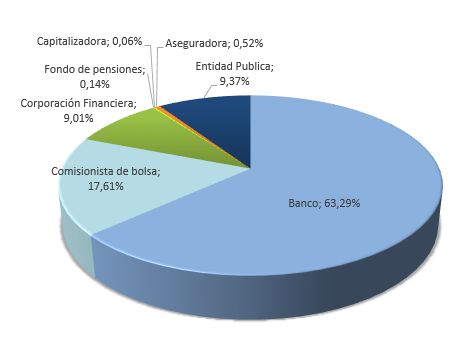 Capitalizadora; 0,06%
Aseguradora; 0,52%
Fondo de pensiones;
0,14%
Entidad Publica;
9,37%
Corporación Financiera;
9,01%
Comisionista de bolsa;
17,61%
Banco; 63,29%